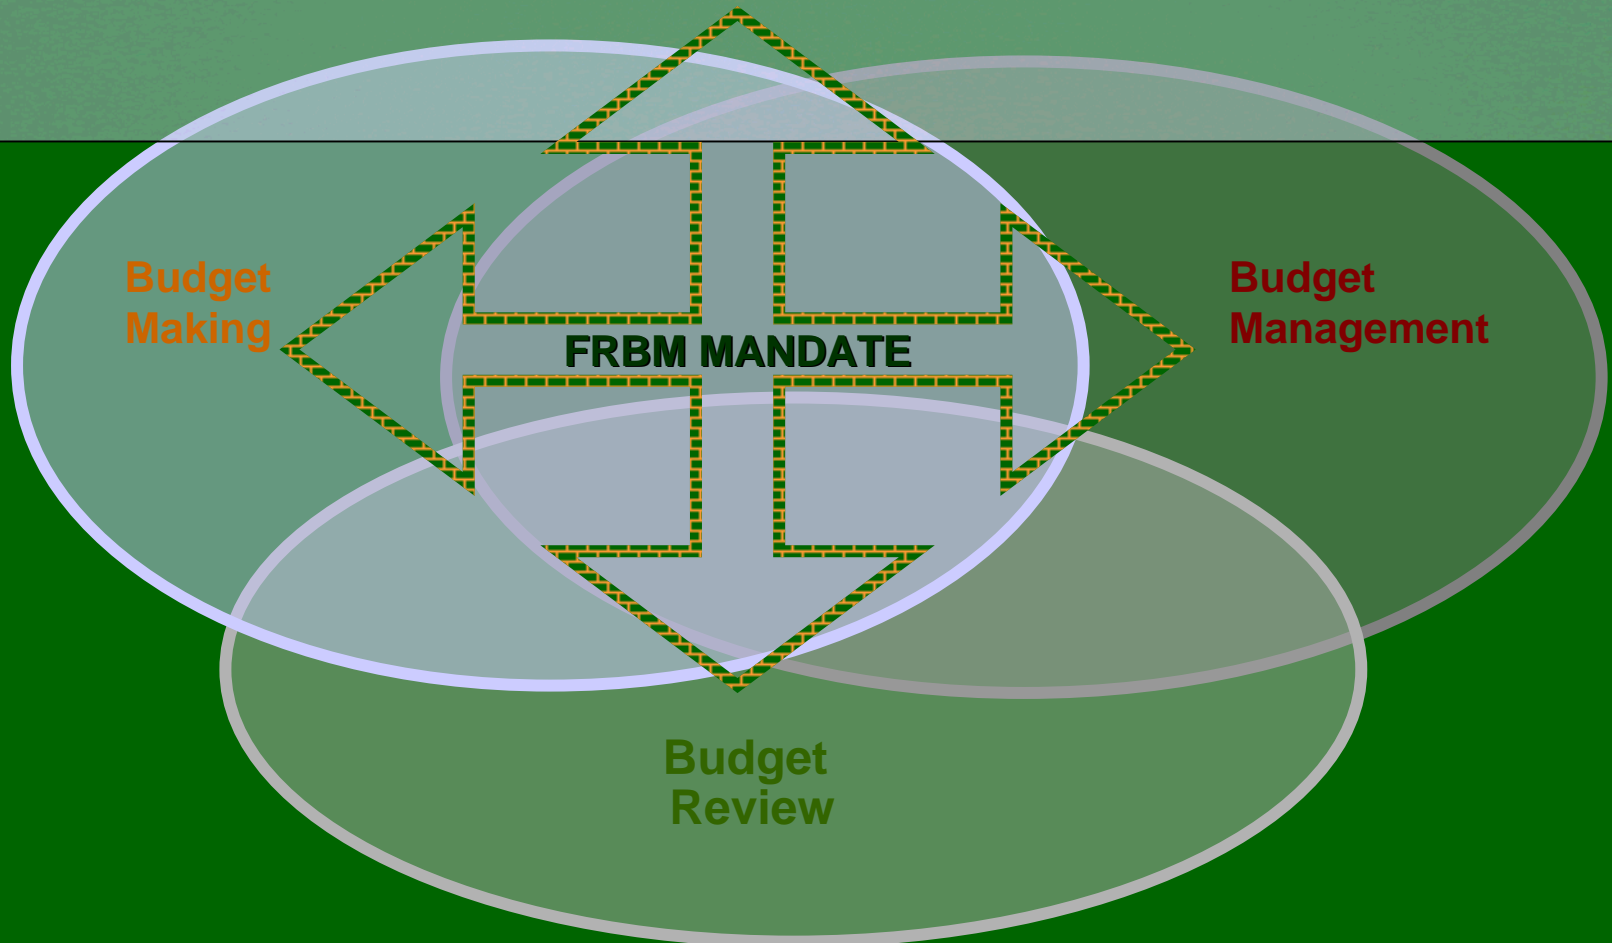 Budget
Making
Budget
Management
FRBM MANDATE
Budget
Review